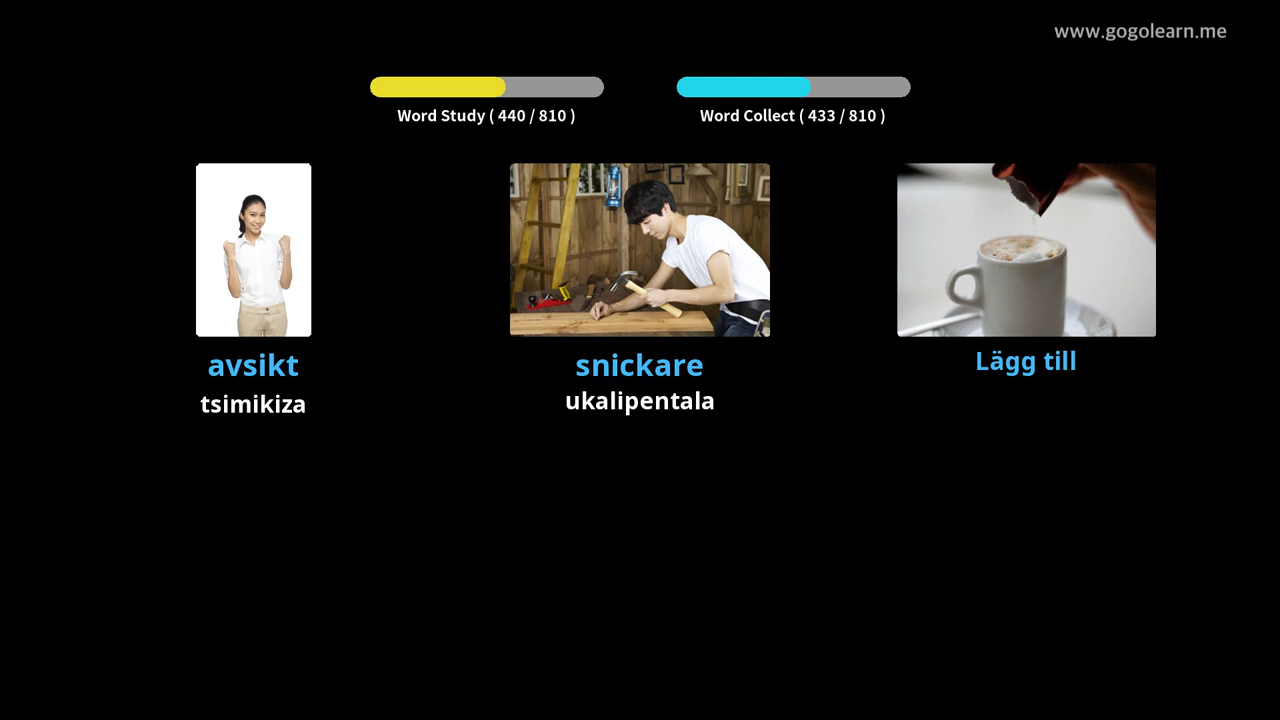 www.gogolearn.me
Word Study ( 440 / 810 )
Word Collect ( 433 / 810 )
avsikt
tsimikiza
snickare
ukalipentala
Lägg till